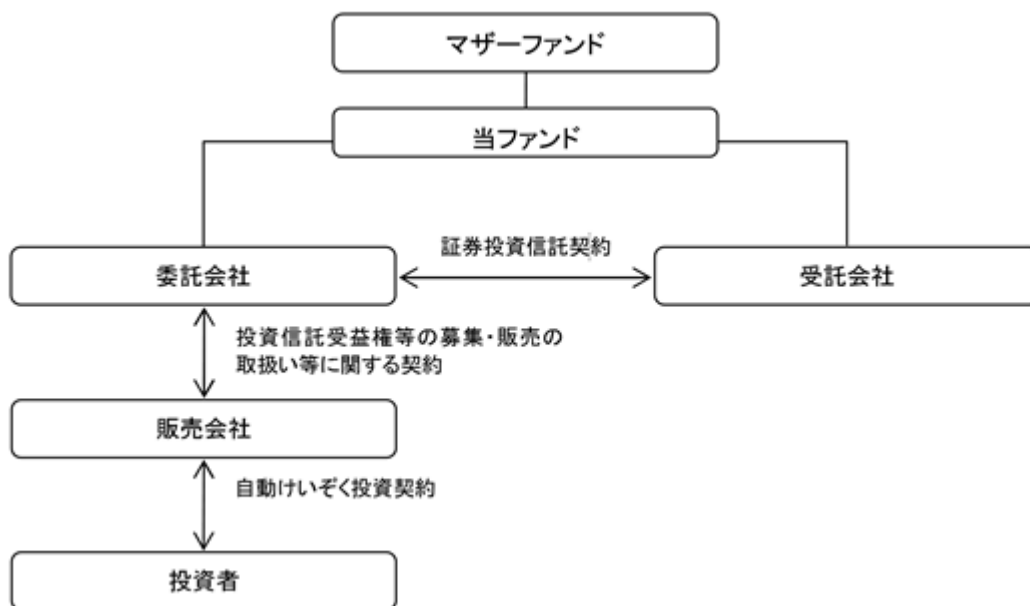 マザーファンド
当ファンド
証券投資信託契約
委託会社
受託会社
投資信託受益権等の募集・販売の
取扱い等に関する契約
販売会社
自動けいぞく投資契約
投資者